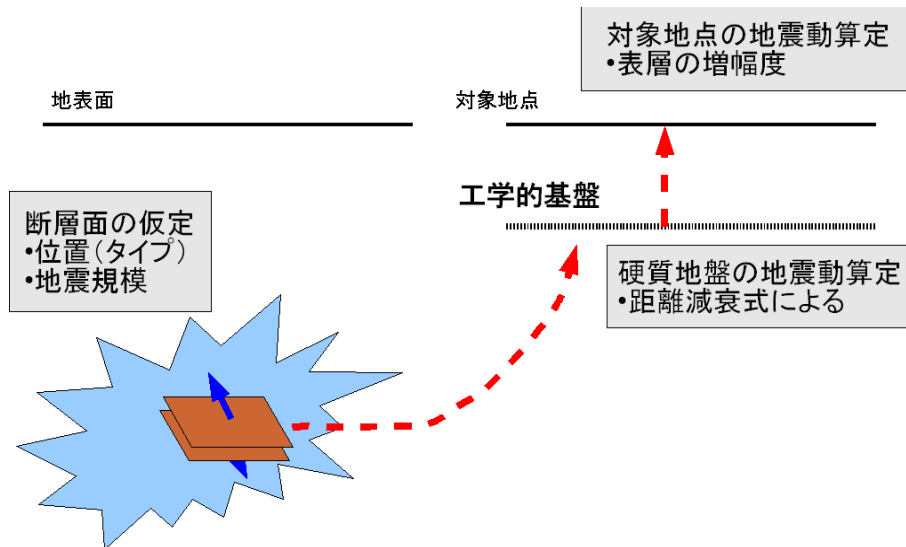 対象地点の地震動算定
•表層の増幅度
地表面
対象地点
工学的基盤
断層面の仮定
•位置(タイプ)
•地震規模
硬質地盤の地震動算定
•距離減衰式による